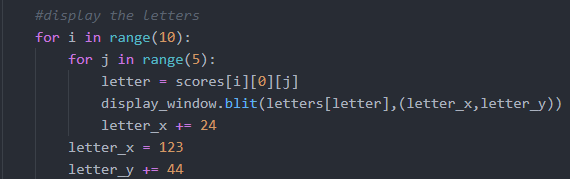 #display the letters
for i in range(10):
    for j in range(5):
        letter = scores[i][0][j]
        display_window.blit(letters[letter],(letter_x,letter_y))
        letter_x += 24
    letter_x = 123
    letter_y += 44